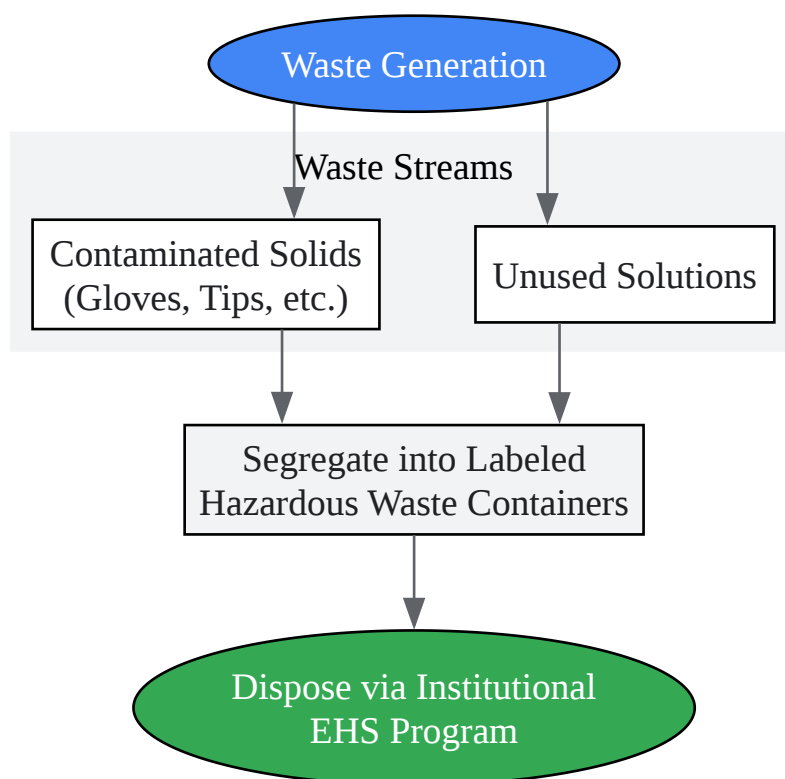 Waste Generation
Waste Streams
Contaminated Solids
(Gloves, Tips, etc.)
Unused Solutions
Segregate into Labeled
Hazardous Waste Containers
Dispose via Institutional
EHS Program